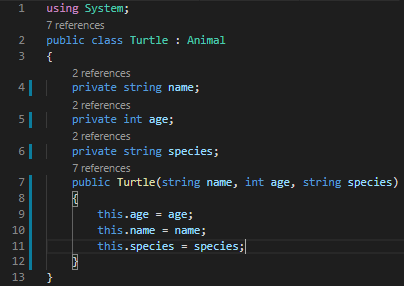 1 using System;
7 references
2 public class Turtle : Animal
3 {
2 references
4 private string name;
2 references
5 private int age;
2 references
6 private string species;
7 references
7 public Turtle(string name, int age, string species)
8 {
9 this.age = age;
10 this.name = name;
11 this.species = species;
12 }
13 }